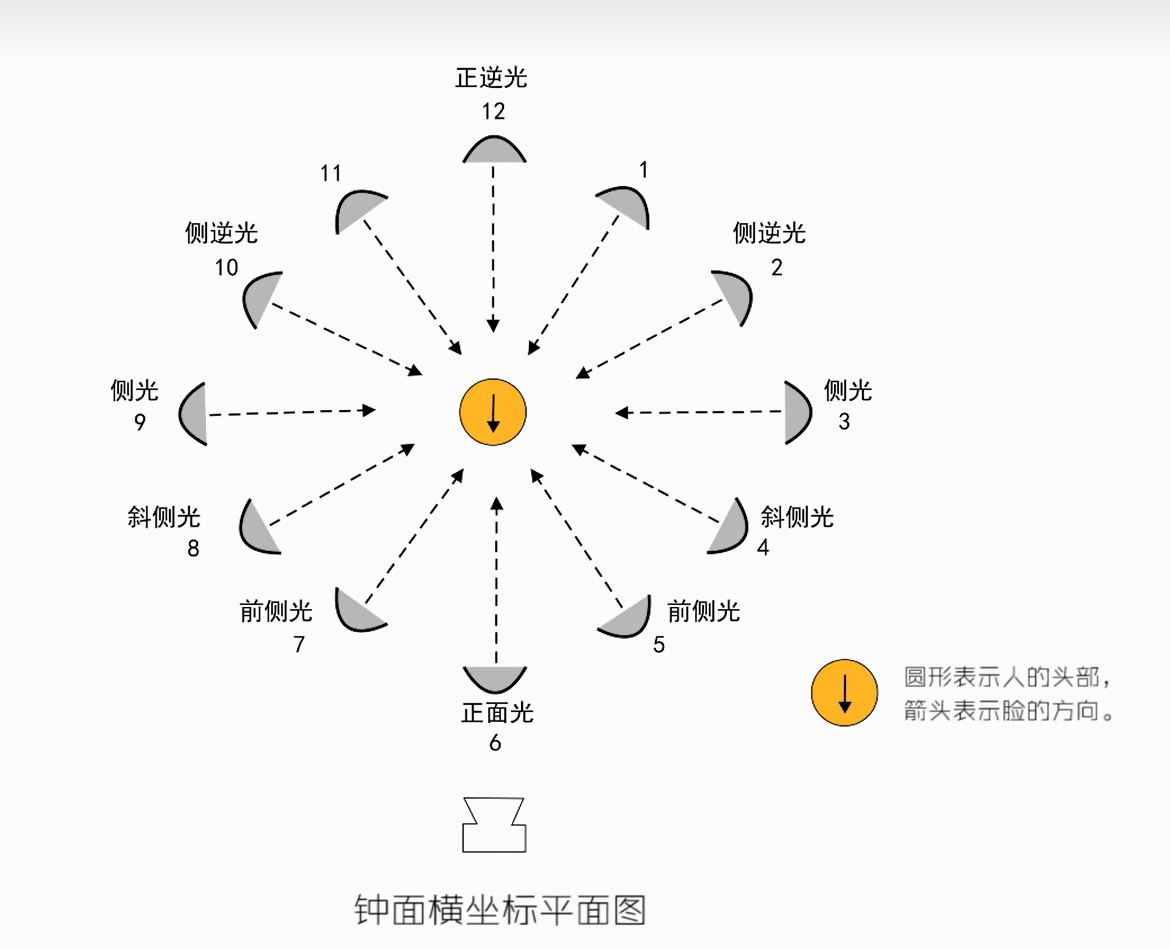 正逆光
12
11
1
侧逆光
10
侧逆光
2
侧光
9
侧光
3
斜侧光
8
斜侧光
4
前侧光
7
前侧光
5
正面光
6
圆形表示人的头部，
箭头表示脸的方向。
钟面横坐标平面图